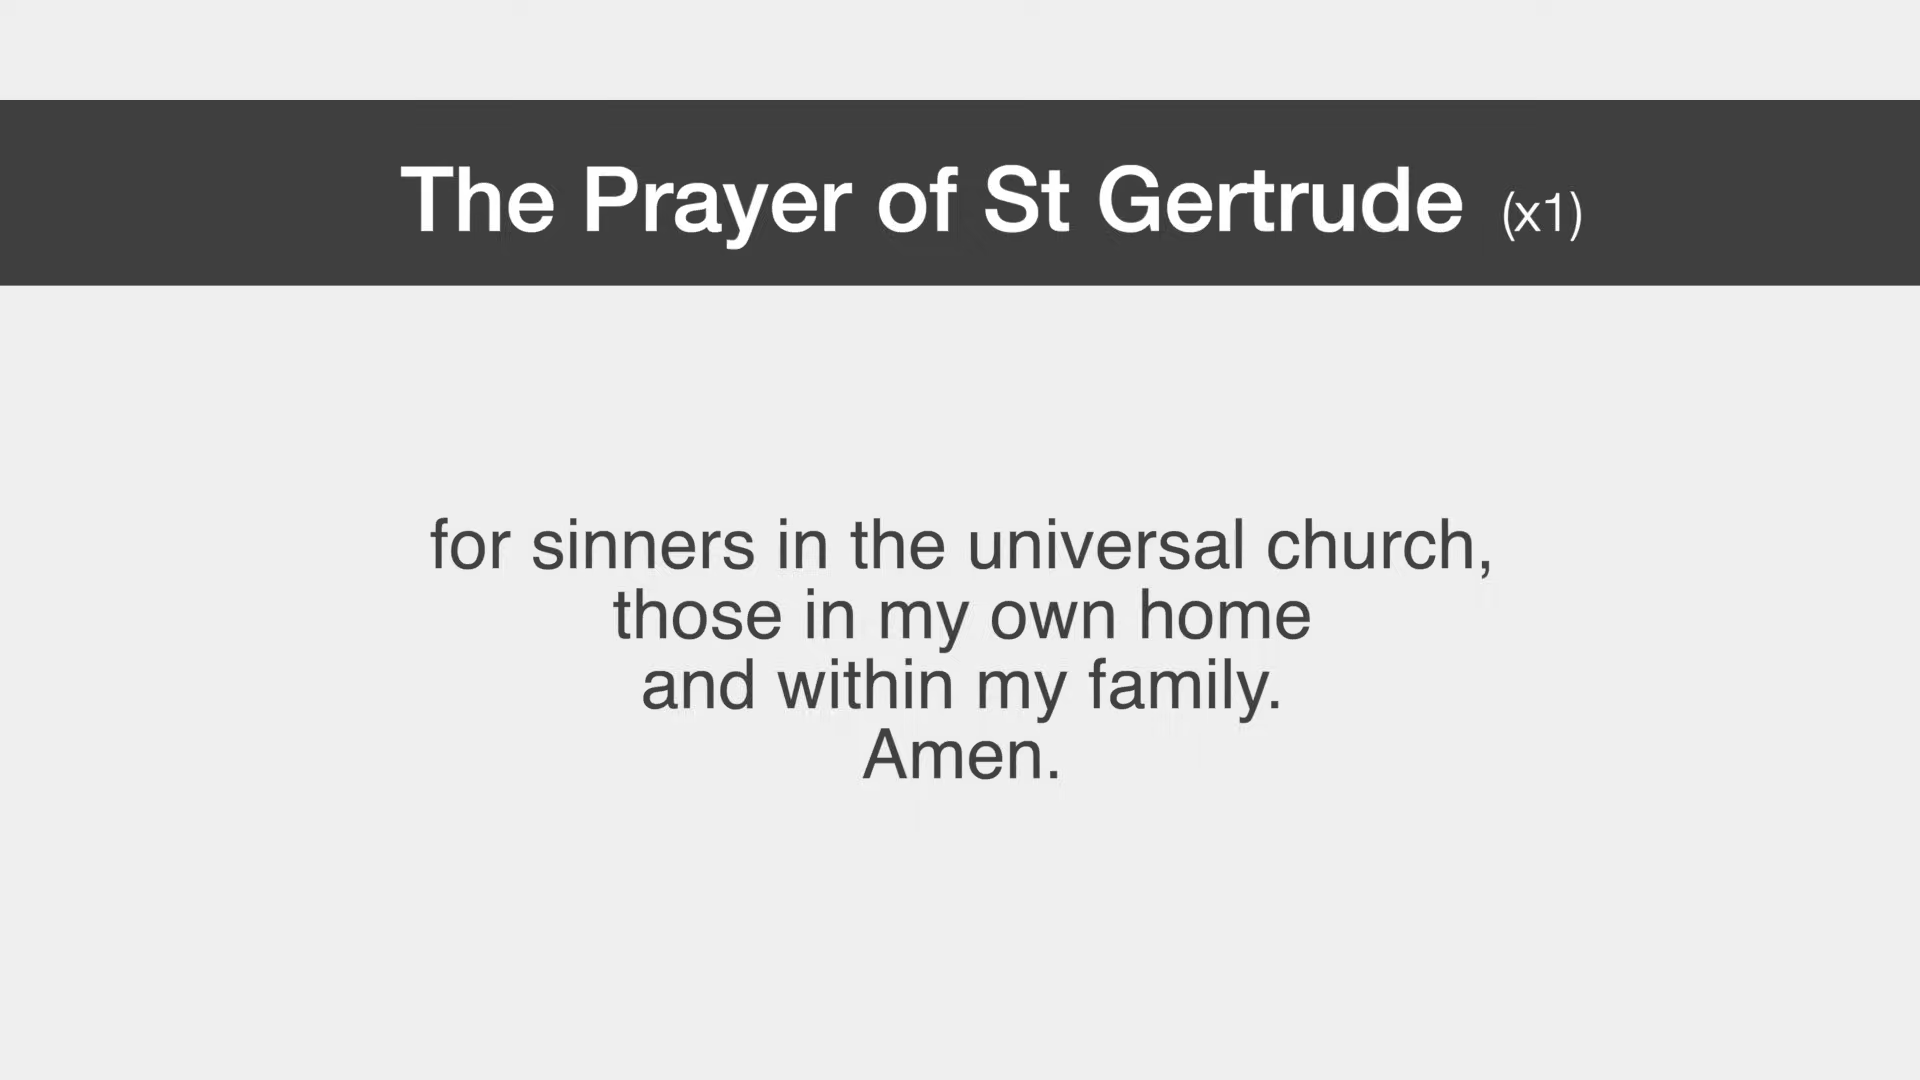 The Prayer of St Gertrude (x1)
for sinners in the universal church,
those in my own home
and within my family.
Amen.